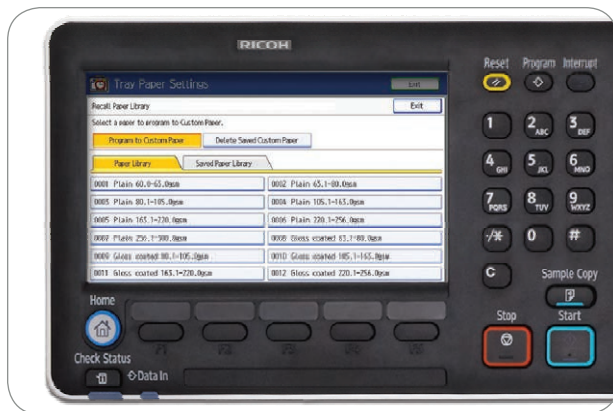 RICOH
Tray Paper Settings
Exit
Recall Paper Library
Exit
Select a paper to program to Custom Paper.
Program to Custom Paper
Delete Saved Custom Paper
Paper Library
Saved Paper Library
0001 Plain 60.0-63.0gsm
0002 Plain 63.1-80.0gsm
0003 Plain 80.1-105.0gsm
0004 Plain 105.1-163.0gsm
0005 Plain 163.1-220.0gsm
0006 Plain 220.1-256.0gsm
0007 Plain 256.1-300.0gsm
0008 Gloss coated 63.1-80.0gsm
0009 Gloss coated 80.1-105.0gsm
0010 Gloss coated 105.1-163.0gsm
0011 Gloss coated 163.1-220.0gsm
0012 Gloss coated 220.1-256.0gsm
Reset Program Interrupt
1 2 ABC 3 DEF
4 GHI 5 JKL 6 MNO
7 PQRS 8 TUV 9 WXYZ
·/* 0 #
C
Sample Copy
Stop Start
Home
F1 F2 F3 F4 F5
Check Status
Data In